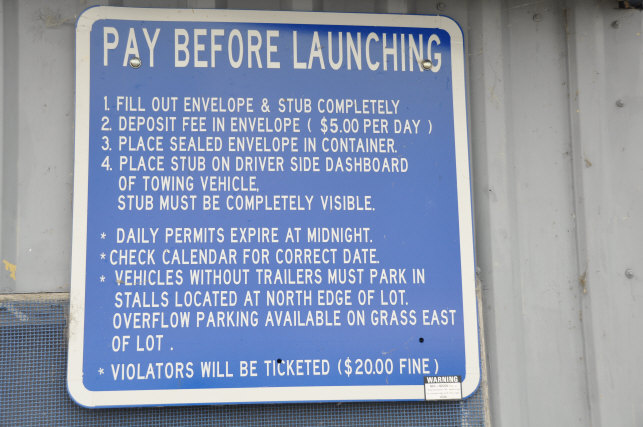 PAY BEFORE LAUNCHING
1. FILL OUT ENVELOPE & STUB COMPLETELY
2. DEPOSIT FEE IN ENVELOPE ( $5.00 PER DAY )
3. PLACE SEALED ENVELOPE IN CONTAINER.
4. PLACE STUB ON DRIVER SIDE DASHBOARD
OF TOWING VEHICLE.
STUB MUST BE COMPLETELY VISIBLE.
* DAILY PERMITS EXPIRE AT MIDNIGHT.
* CHECK CALENDAR FOR CORRECT DATE.
* VEHICLES WITHOUT TRAILERS MUST PARK IN
STALLS LOCATED AT NORTH EDGE OF LOT.
OVERFLOW PARKING AVAILABLE ON GRASS EAST
OF LOT .
* VIOLATORS WILL BE TICKETED ($20.00 FINE)
WARNING